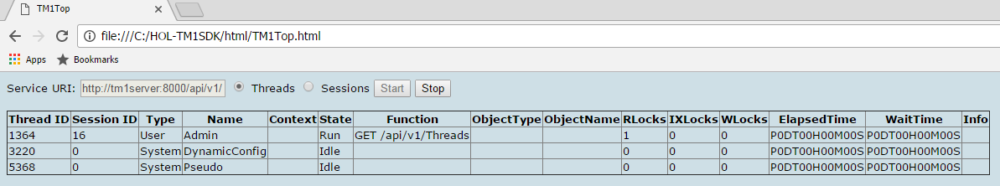 TM1Top
file:///C:/HOL-TM1SDK/html/TM1Top.html
Apps Bookmarks
Service URI: http://tm1server:8000/api/v1/ Threads Sessions Start Stop
Thread ID Session ID Type Name Context State Function ObjectType ObjectName RLocks IXLocks WLocks ElapsedTime WaitTime Info
1364 16 User Admin Run GET /api/v1/Threads 1 0 0 P0DT00H00M00S P0DT00H00M00S
3220 0 System DynamicConfig Idle 0 0 0 P0DT00H00M00S P0DT00H00M00S
5368 0 System Pseudo Idle 0 0 0 P0DT00H00M00S P0DT00H00M00S